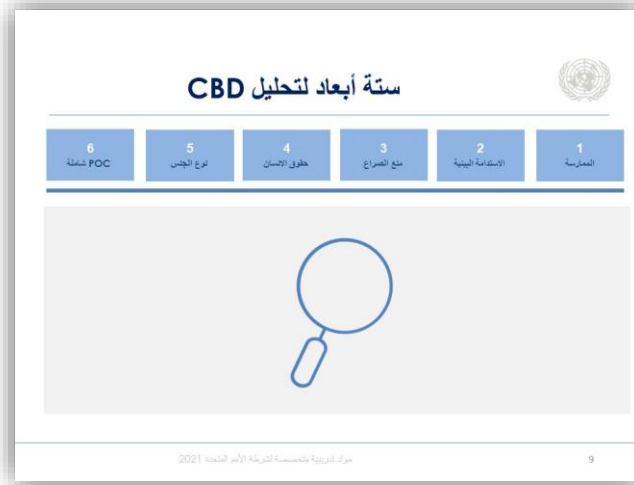 ستة أبعاد لتحليل CBD
1
الممارسة
2
الاستدامة البيئية
3
منع الصراع
4
حقوق الانسان
5
نوع الجنس
6
POC شاملة
مواد تدريبية متخصصة لشرطة الأمم المتحدة 2021
9